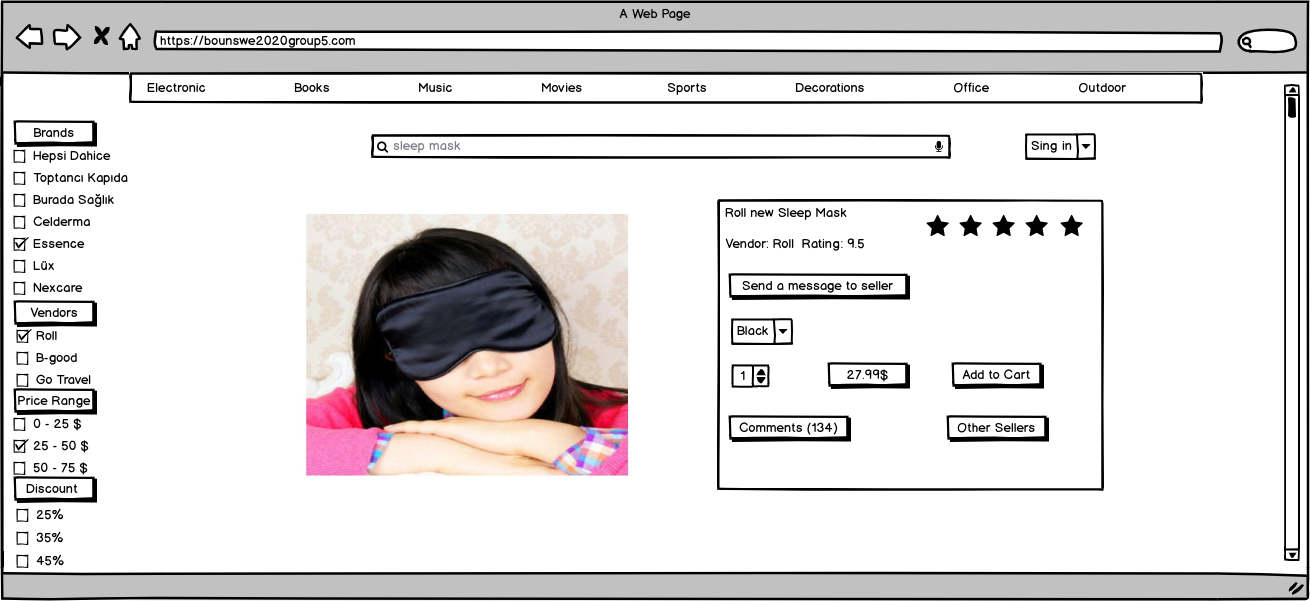 A Web Page
https://bounswe2020group5.com
Electronic Books Music Movies Sports Decorations Office Outdoor
sleep mask
Sing in
Brands
Hepsi Dahice
Toptancı Kapıda
Burada Sağlık
Celderma
Essence
Lüx
Nexcare
Vendors
Roll
B-good
Go Travel
Price Range
0 - 25 $
25 - 50 $
50 - 75 $
Discount
25%
35%
45%
Roll new Sleep Mask
Vendor: Roll Rating: 9.5
Send a message to seller
Black
1 27.99$ Add to Cart
Comments (134) Other Sellers